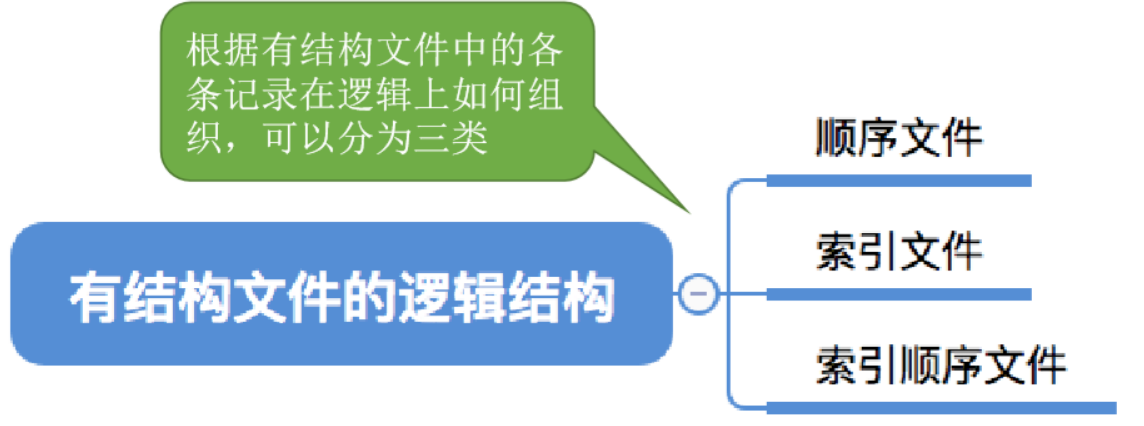 根据有结构文件中的各
条记录在逻辑上如何组
织，可以分为三类
有结构文件的逻辑结构
顺序文件
索引文件
索引顺序文件